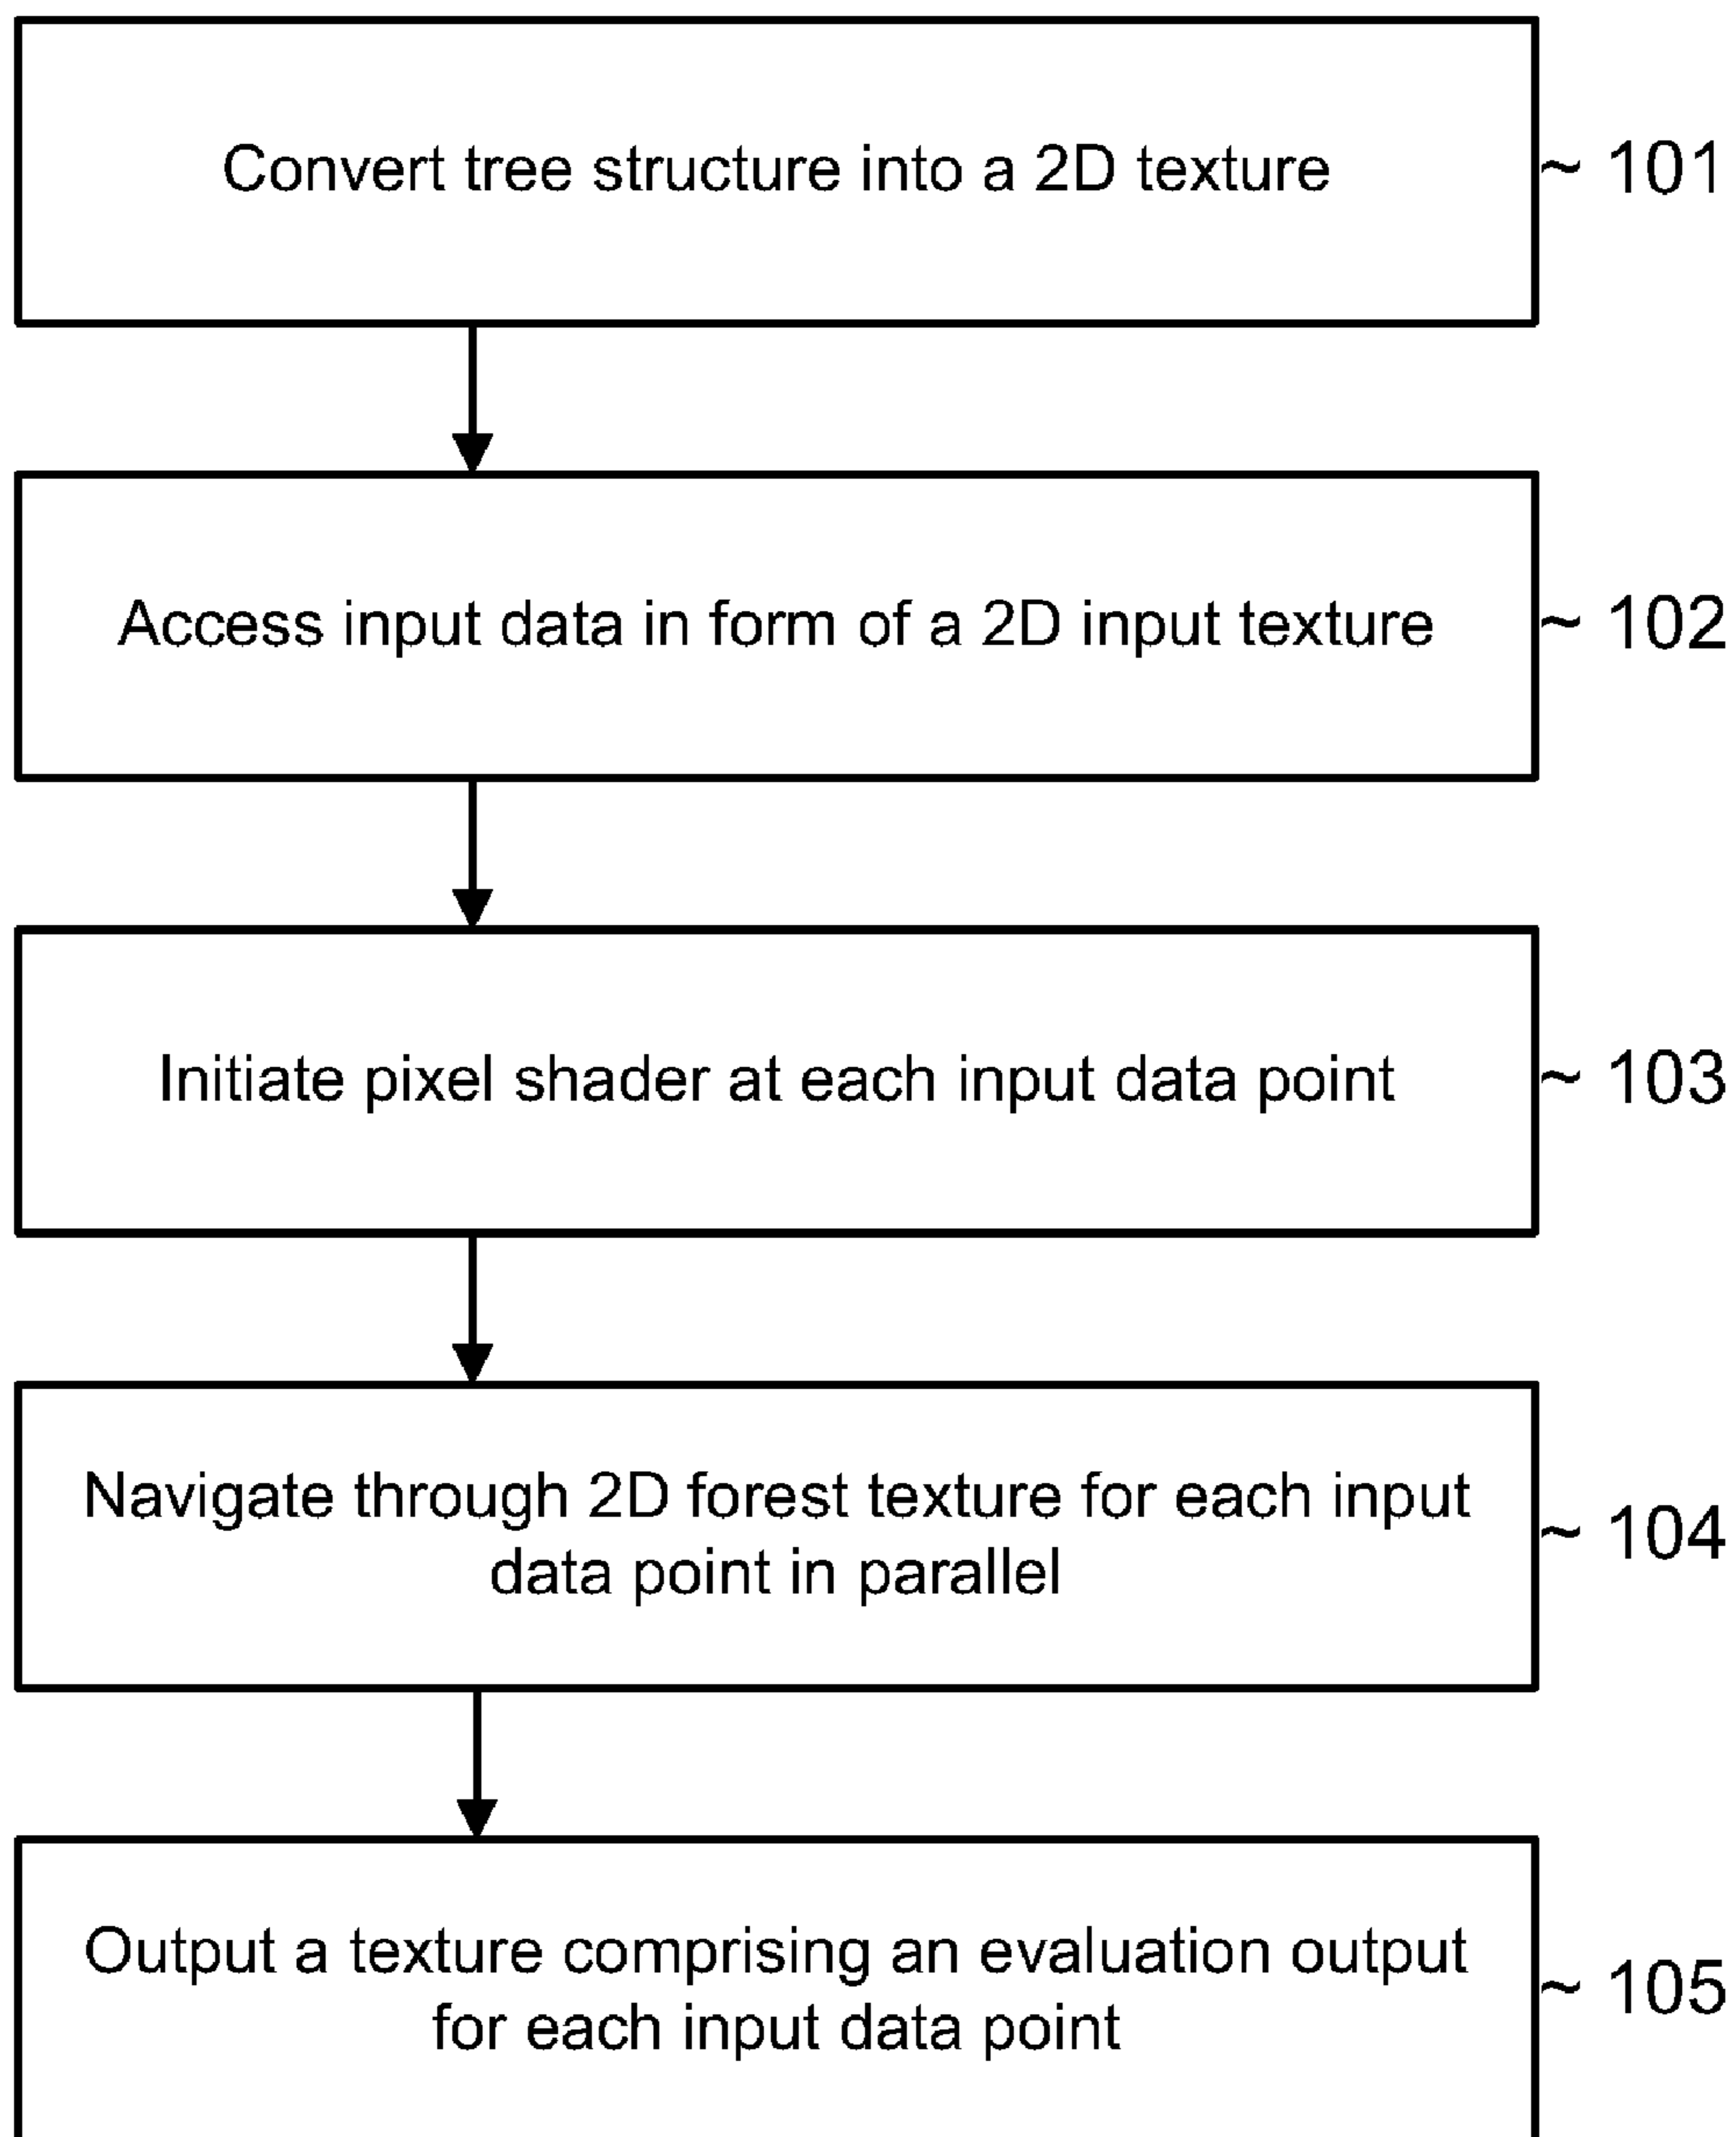 Convert tree structure into a 2D texture
~ 101
Access input data in form of a 2D input texture
~ 102
Initiate pixel shader at each input data point
~ 103
Navigate through 2D forest texture for each input
data point in parallel
~ 104
Output a texture comprising an evaluation output
for each input data point
~ 105